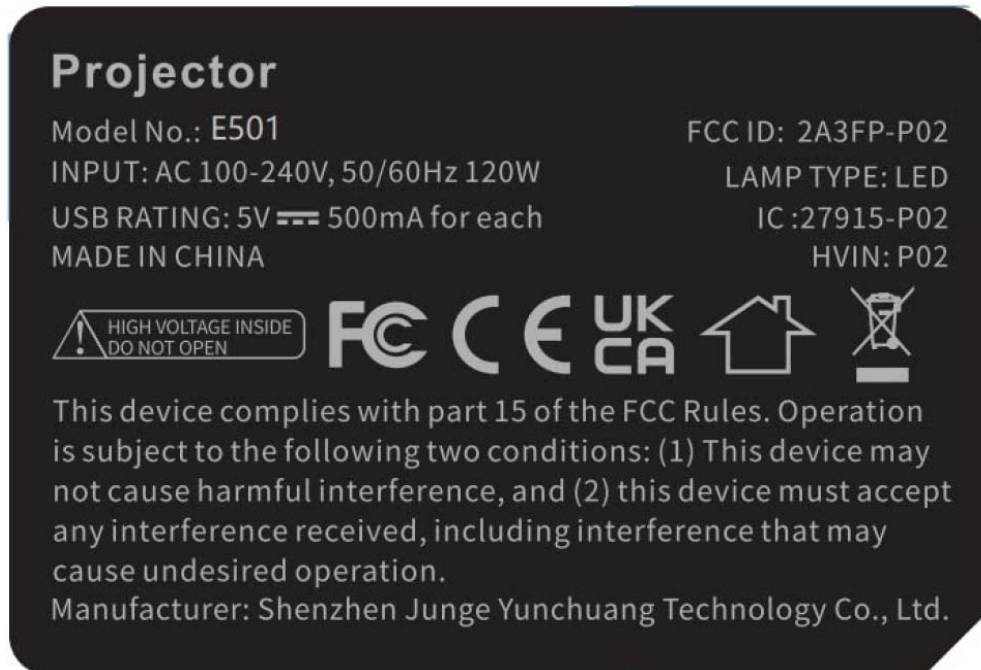 Projector
Model No.: E501
INPUT: AC 100-240V, 50/60Hz 120W
USB RATING: 5V ⎓ 500mA for each
MADE IN CHINA
FCC ID: 2A3FP-P02
LAMP TYPE: LED
IC :27915-P02
HVIN: P02
HIGH VOLTAGE INSIDE
DO NOT OPEN
FC CE UK
CA
This device complies with part 15 of the FCC Rules. Operation
is subject to the following two conditions: (1) This device may
not cause harmful interference, and (2) this device must accept
any interference received, including interference that may
cause undesired operation.
Manufacturer: Shenzhen Junge Yunchuang Technology Co., Ltd.